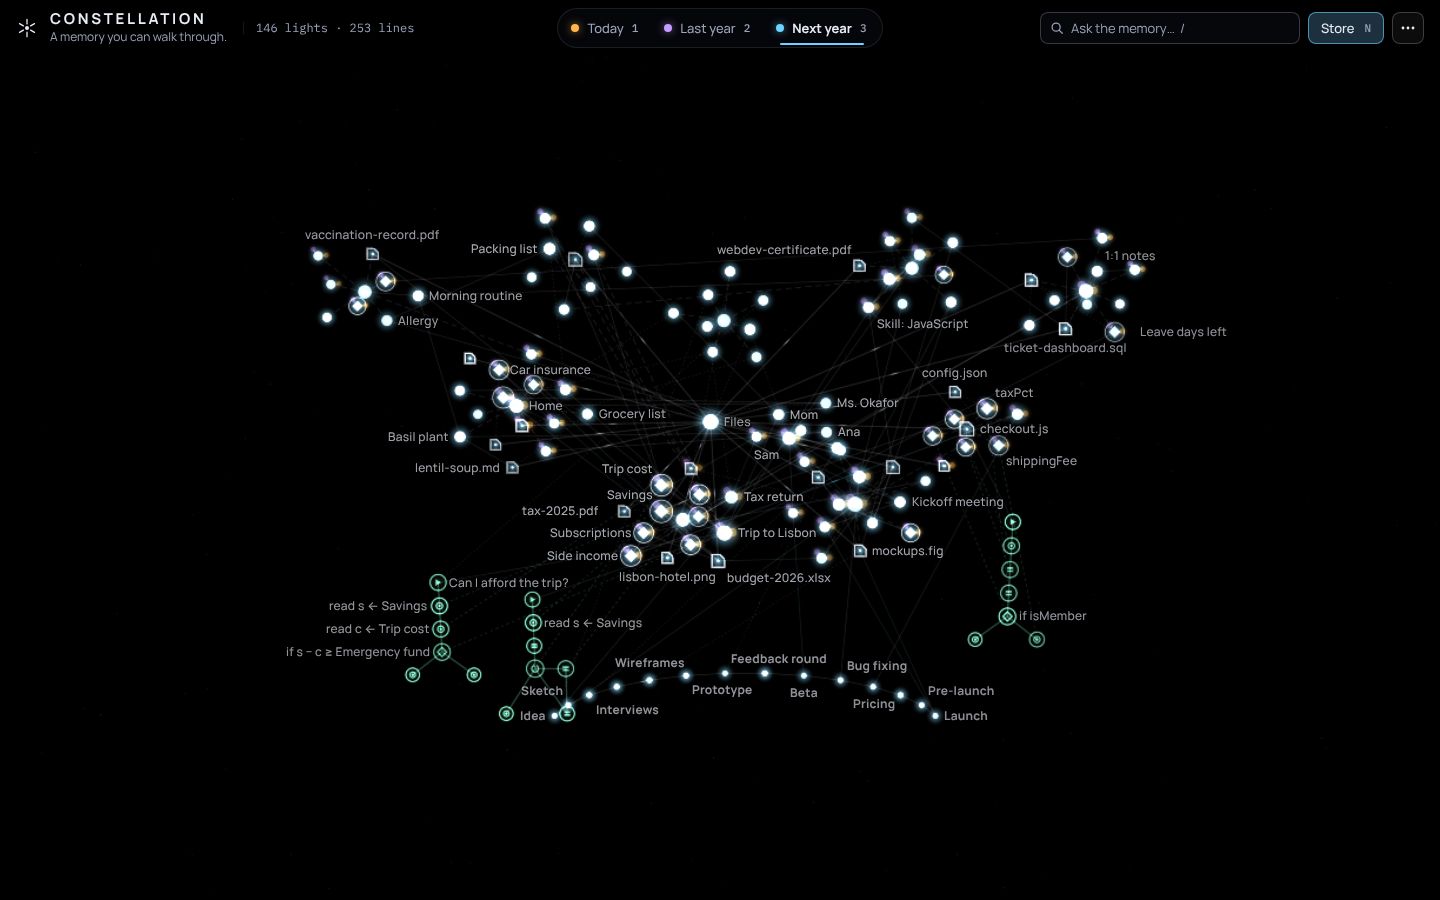 CONSTELLATION
A memory you can walk through.
146 lights · 253 lines
Today 1
Last year 2
Next year 3
Ask the memory… /
Store N
vaccination-record.pdf
Packing list
webdev-certificate.pdf
1:1 notes
Morning routine
Allergy
Skill: JavaScript
Leave days left
ticket-dashboard.sql
Car insurance
config.json
taxPct
Home
Grocery list
Files
Mom
Ms. Okafor
Ana
checkout.js
Basil plant
Sam
shippingFee
lentil-soup.md
Trip cost
Savings
Tax return
Kickoff meeting
tax-2025.pdf
Subscriptions
Trip to Lisbon
Side income
mockups.fig
lisbon-hotel.png
budget-2026.xlsx
Can I afford the trip?
read s ← Savings
read s ← Savings
read c ← Trip cost
if isMember
if s − c ≥ Emergency fund
Wireframes
Feedback round
Bug fixing
Sketch
Prototype
Beta
Pre-launch
Pricing
Interviews
Idea
Launch